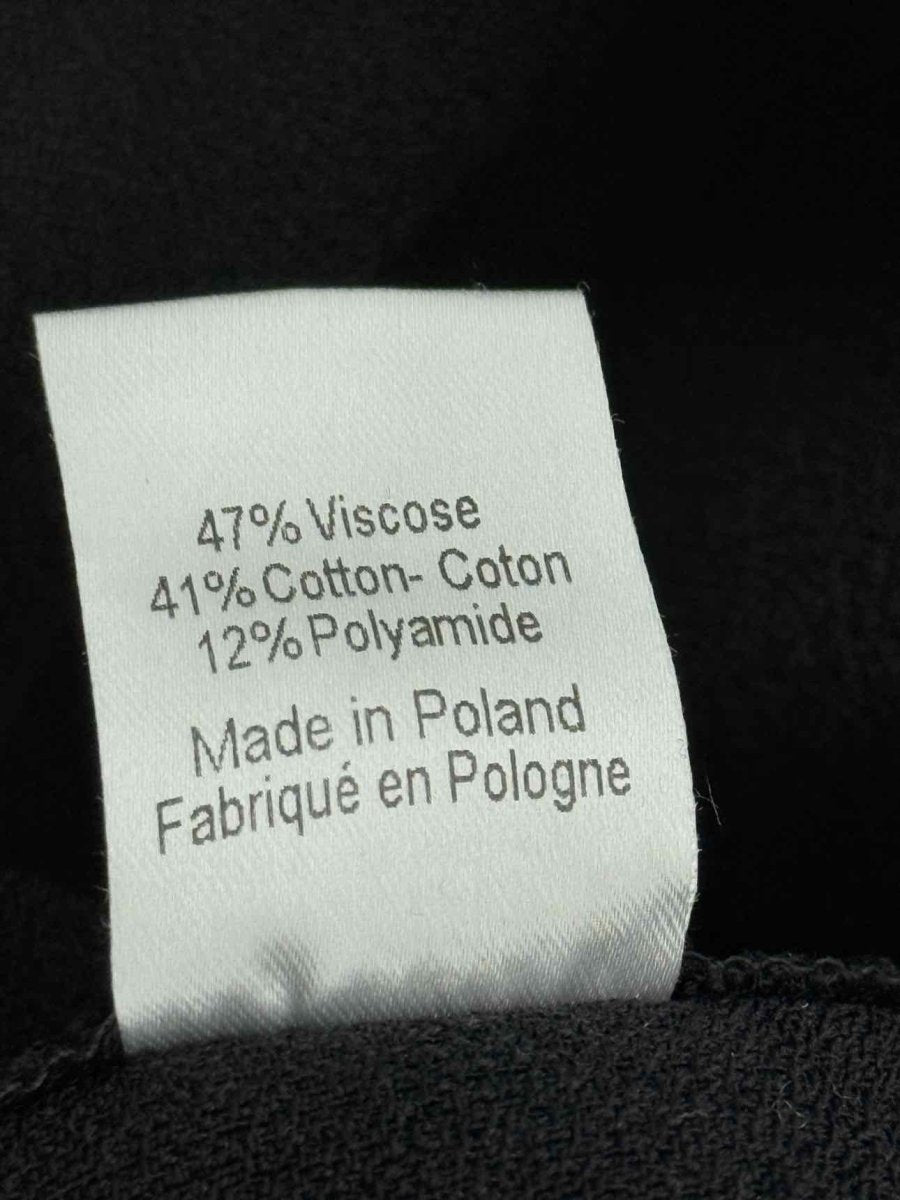 47% Viscose
41% Cotton- Coton
12% Polyamide
Made in Poland
Fabriqué en Pologne